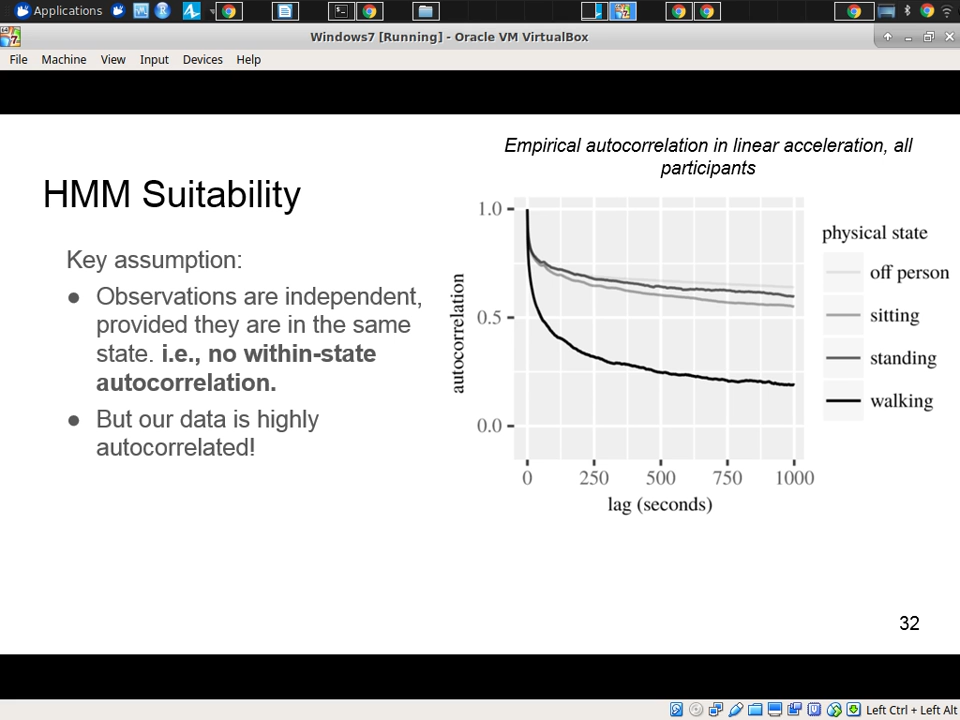 Applications
Windows7 [Running] - Oracle VM VirtualBox
File Machine View Input Devices Help
Empirical autocorrelation in linear acceleration, all
participants
HMM Suitability
Key assumption:
● Observations are independent,
provided they are in the same
state. i.e., no within-state
autocorrelation.
● But our data is highly
autocorrelated!
autocorrelation
1.0
0.5
0.0
0 250 500 750 1000
lag (seconds)
physical state
off person
sitting
standing
walking
32
Left Ctrl + Left Alt